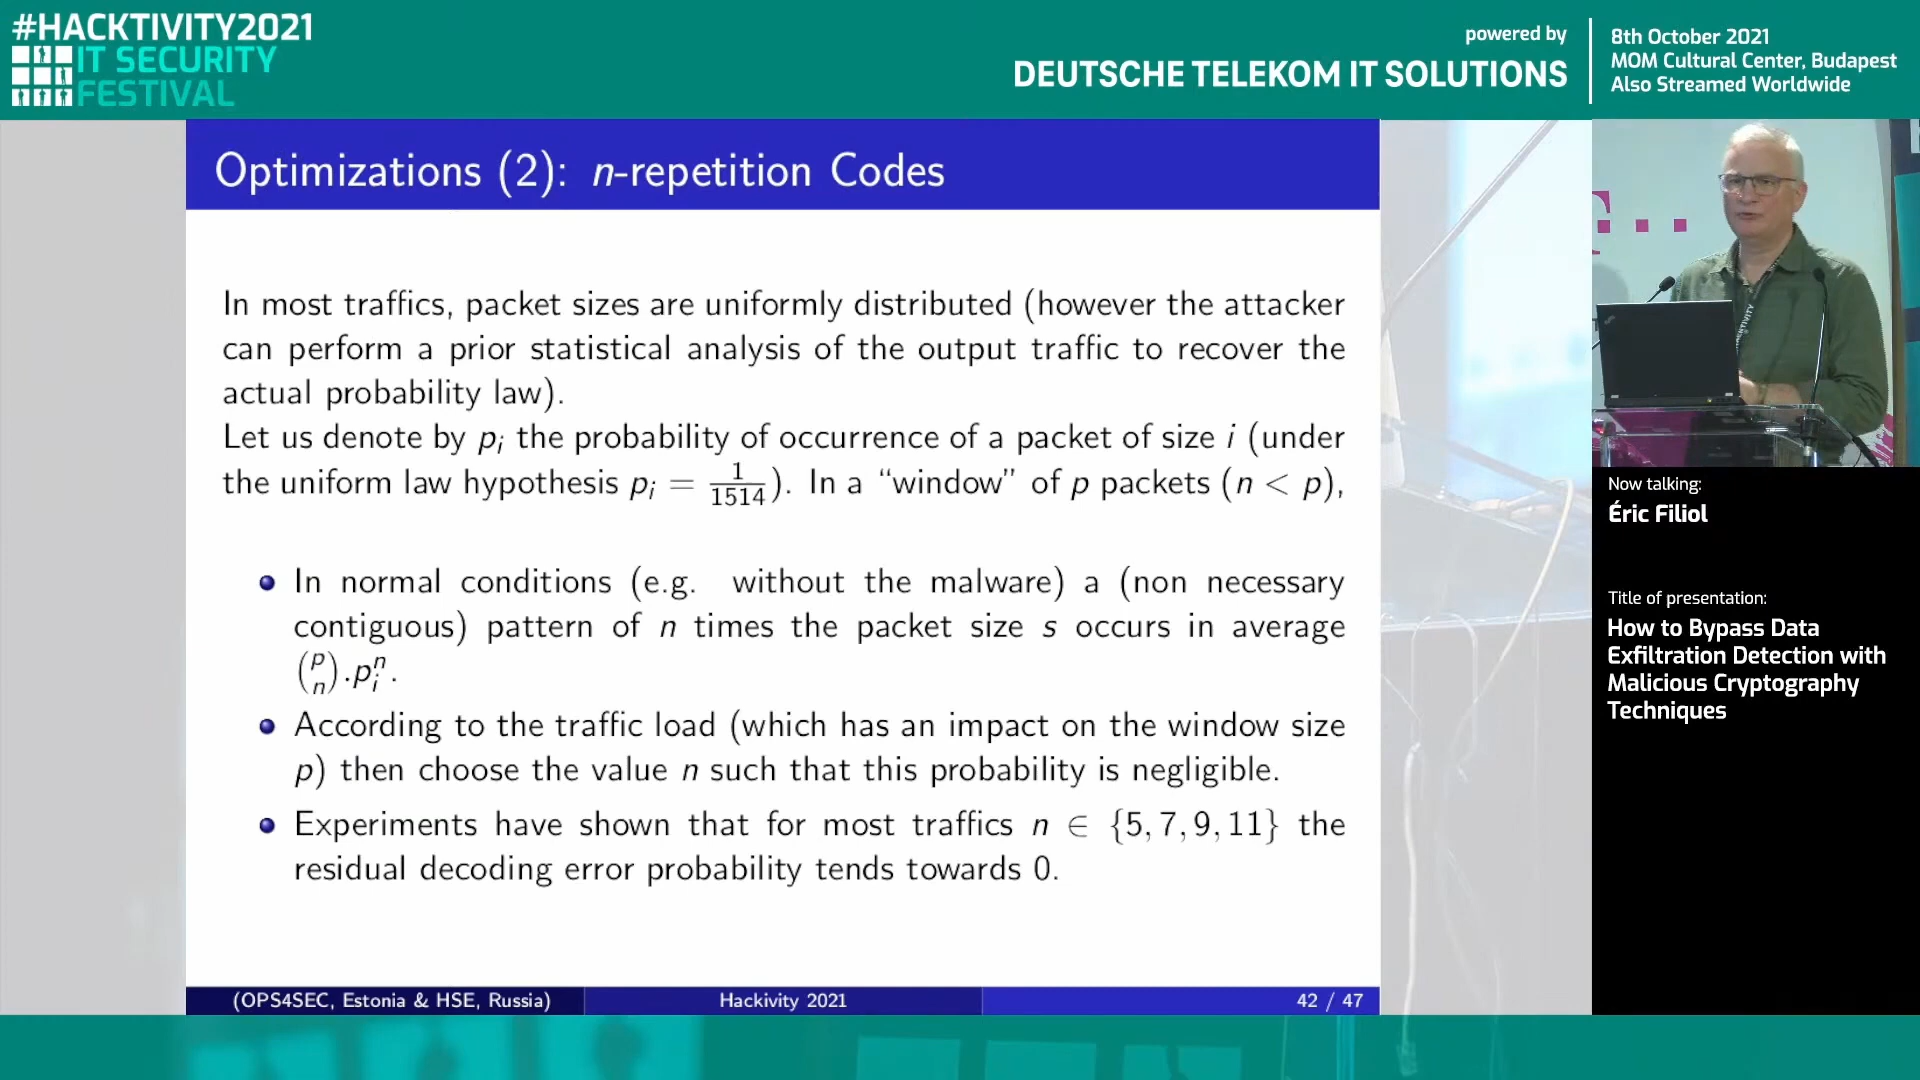 #HACKTIVITY2021
IT SECURITY
FESTIVAL
powered by
DEUTSCHE TELEKOM IT SOLUTIONS
8th October 2021
MOM Cultural Center, Budapest
Also Streamed Worldwide
Optimizations (2): n-repetition Codes
In most traffics, packet sizes are uniformly distributed (however the attacker
can perform a prior statistical analysis of the output traffic to recover the
actual probability law).
Let us denote by p_i the probability of occurrence of a packet of size i (under
the uniform law hypothesis p_i = 1/1514). In a “window” of p packets (n < p),
• In normal conditions (e.g. without the malware) a (non necessary
contiguous) pattern of n times the packet size s occurs in average
(p n).p_i^n.
• According to the traffic load (which has an impact on the window size
p) then choose the value n such that this probability is negligible.
• Experiments have shown that for most traffics n ∈ {5, 7, 9, 11} the
residual decoding error probability tends towards 0.
(OPS4SEC, Estonia & HSE, Russia)
Hackivity 2021
42 / 47
Now talking:
Éric Filiol
Title of presentation:
How to Bypass Data
Exfiltration Detection with
Malicious Cryptography
Techniques